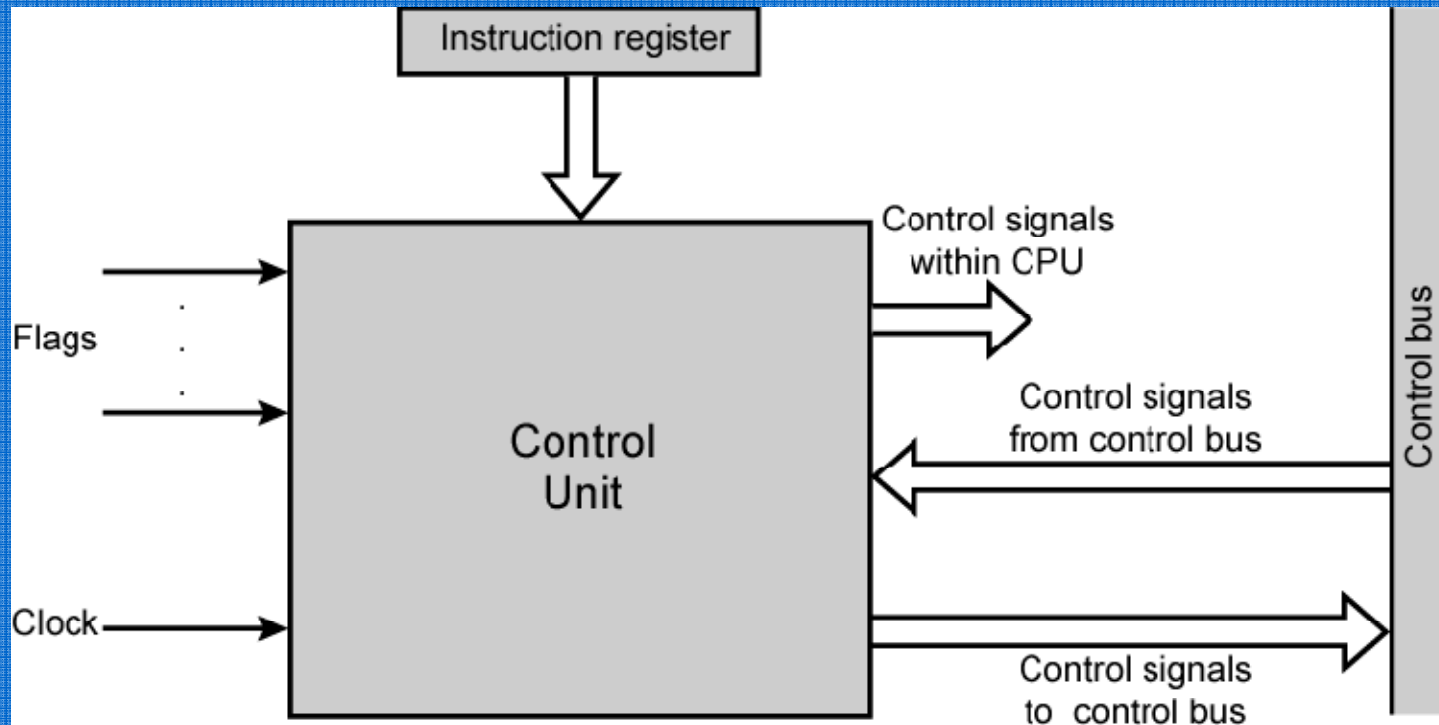 Instruction register
Control signals
within CPU
Flags
Control signals
from control bus
Control bus
Control
Unit
Clock
Control signals
to control bus